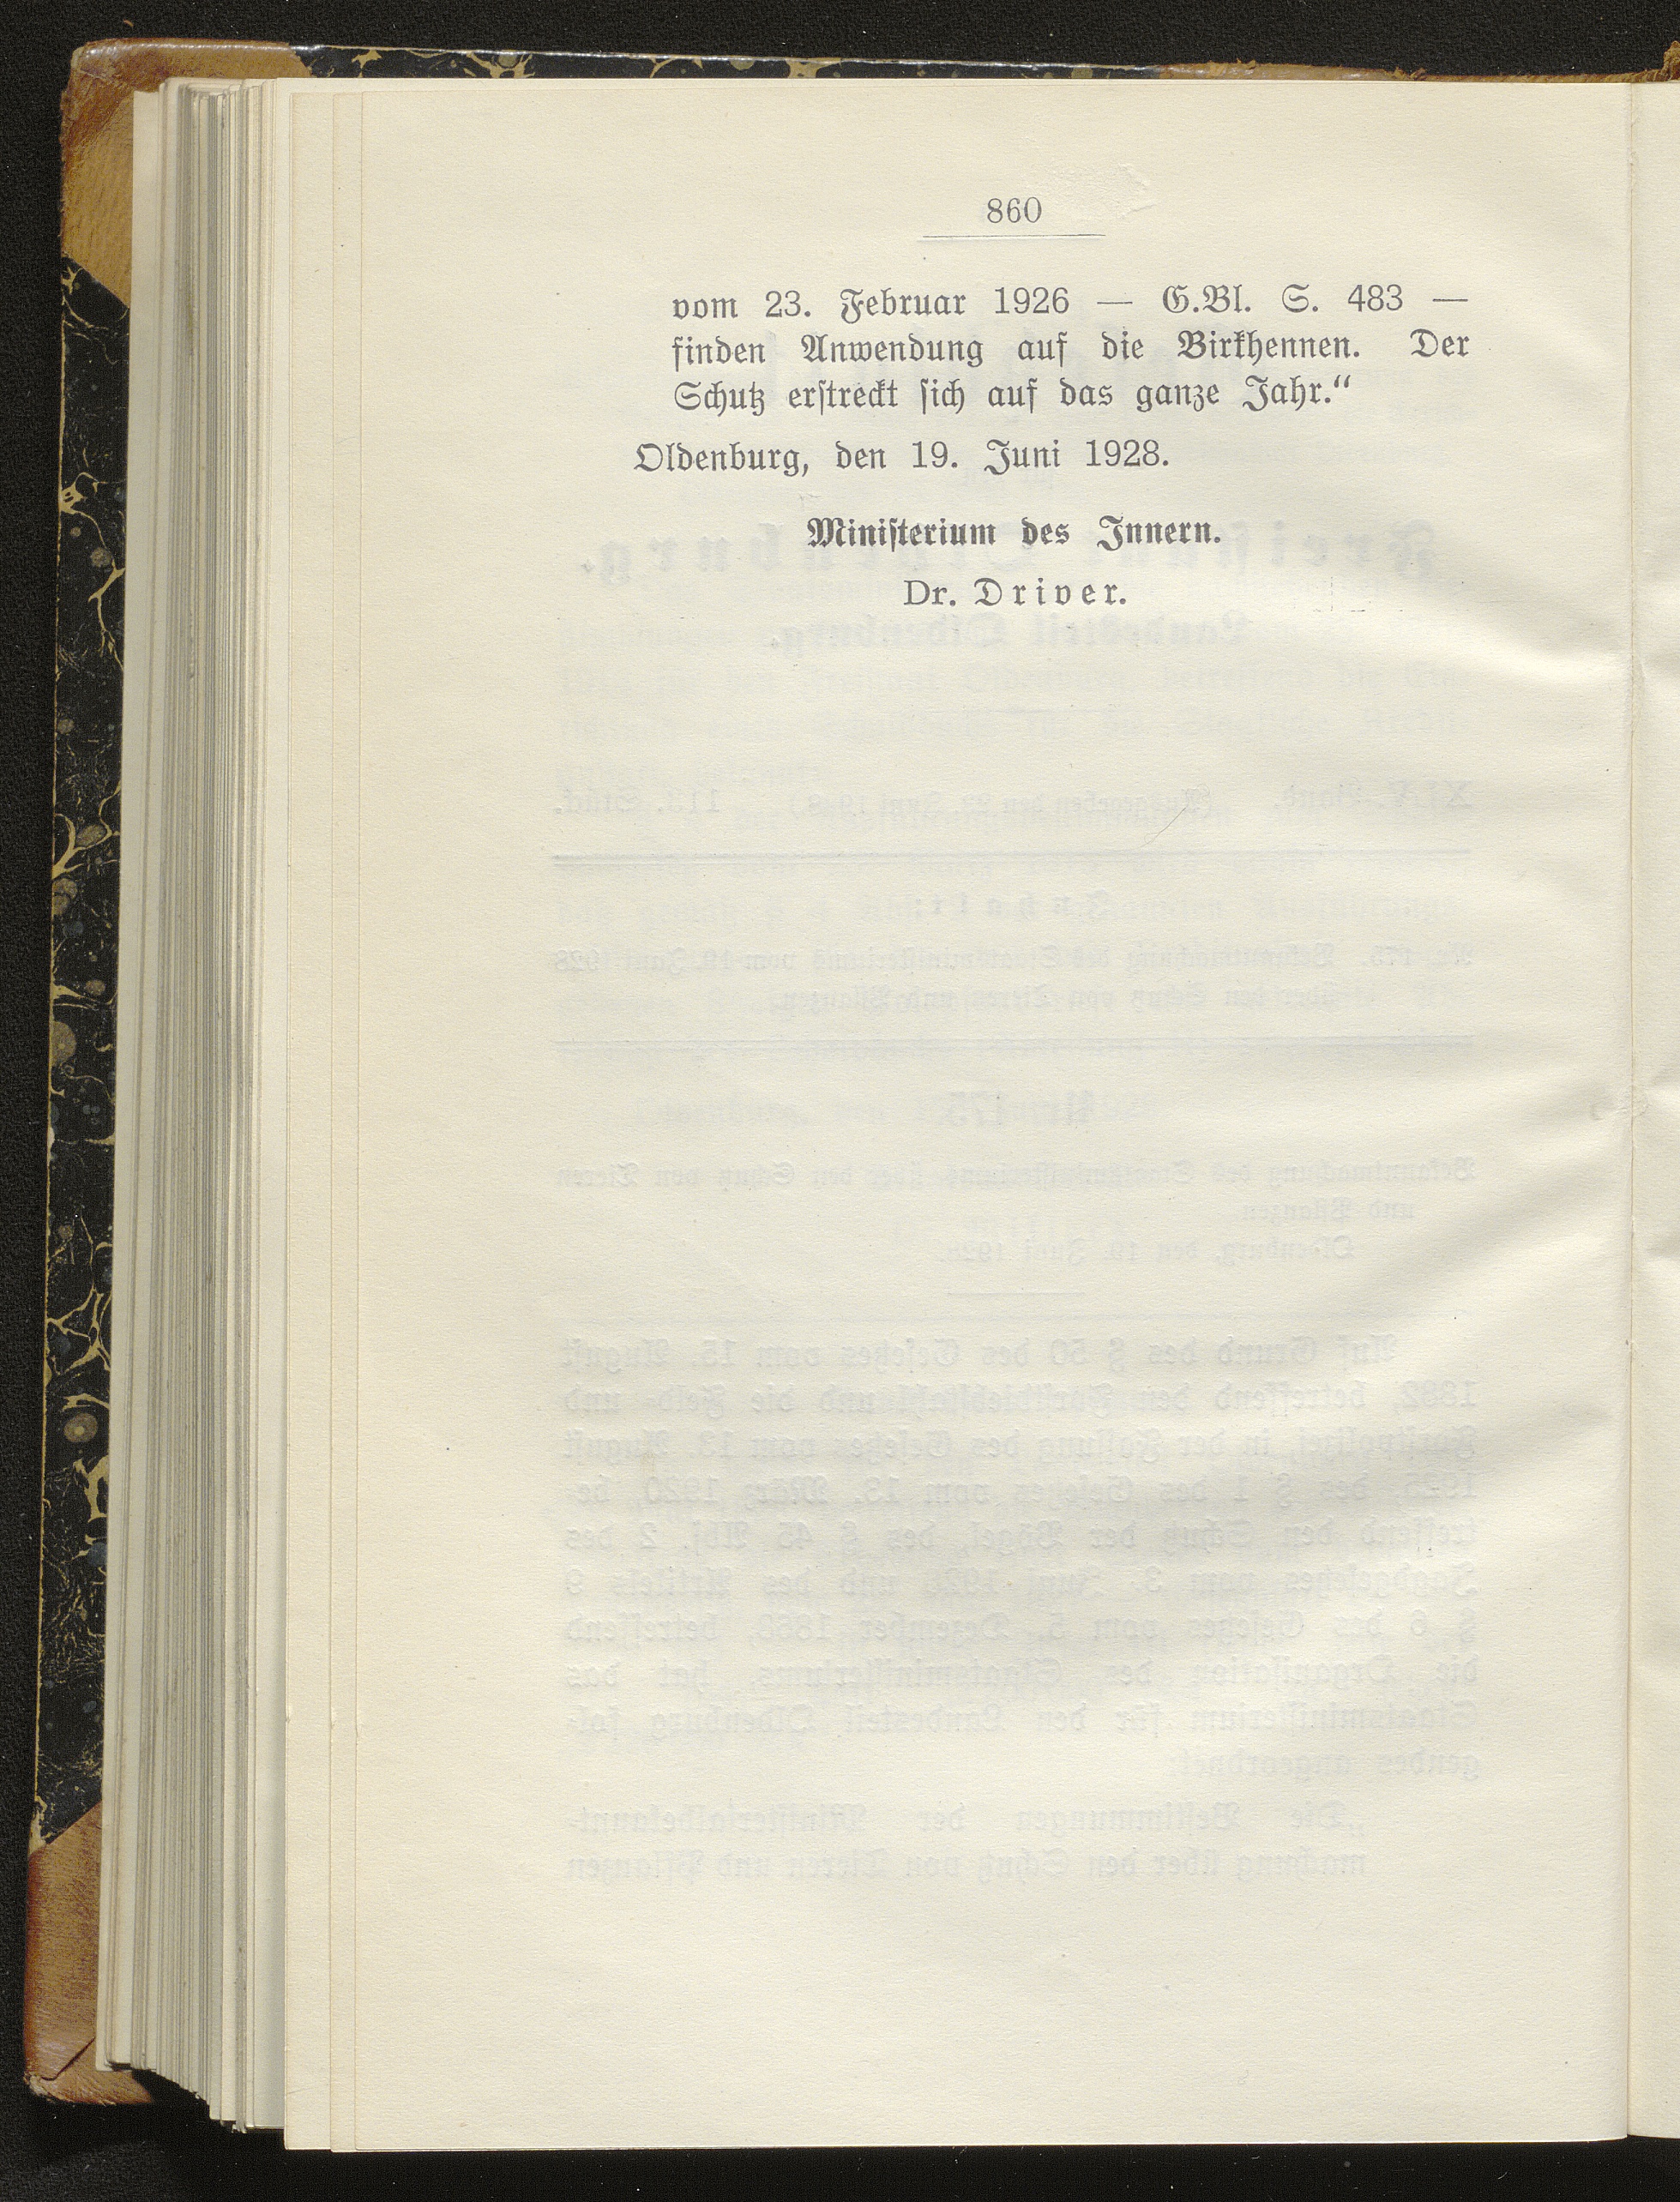 860
vom 23. Februar 1926 — G.Bl. S. 483 —
finden Anwendung auf die Birkhennen. Der
Schutz erstreckt sich auf das ganze Jahr.“
Oldenburg, den 19. Juni 1928.
Ministerium des Innern.
Dr. Driver.